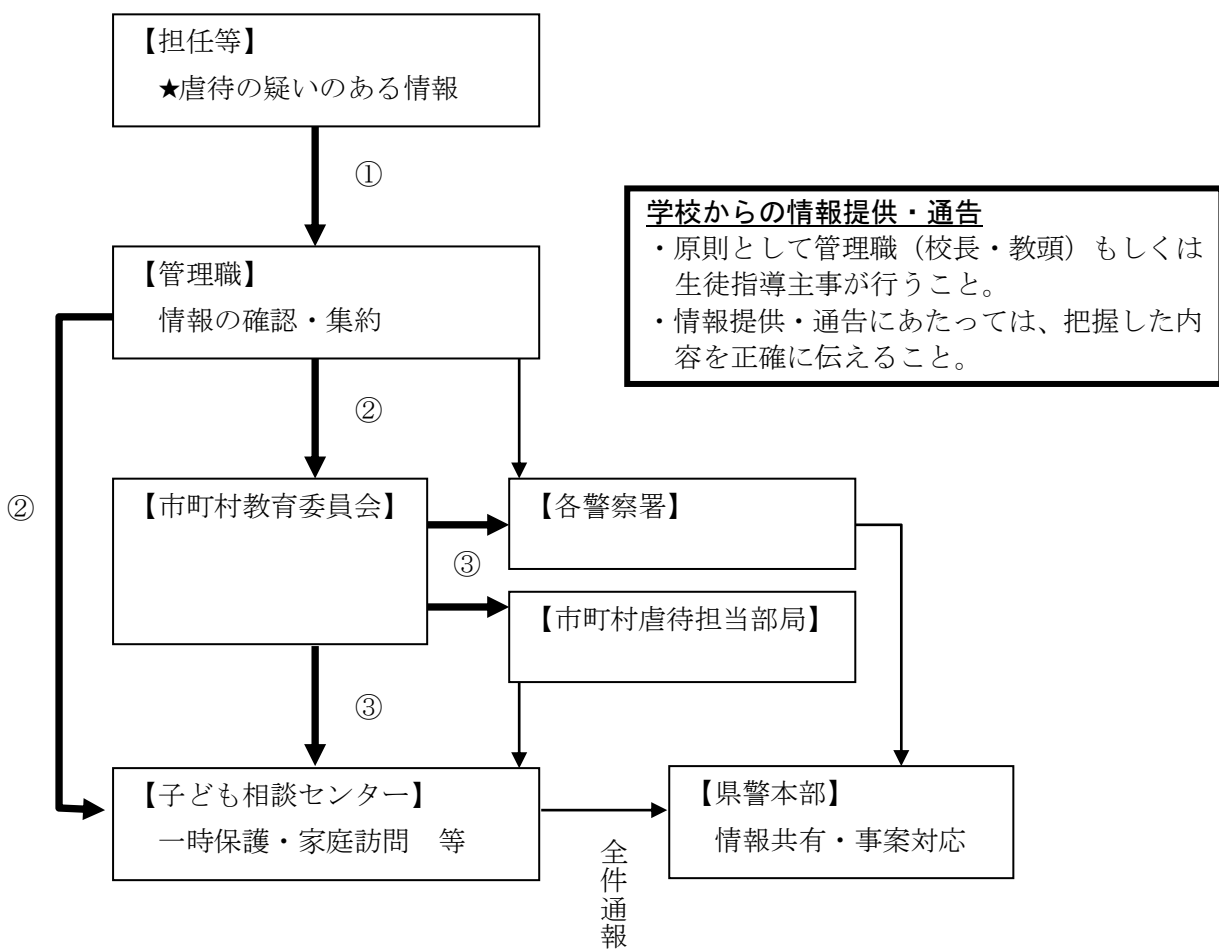 【担任等】
★虐待の疑いのある情報
①
学校からの情報提供・通告
・原則として管理職（校長・教頭）もしくは
生徒指導主事が行うこと。
・情報提供・通告にあたっては、把握した内
容を正確に伝えること。
【管理職】
情報の確認・集約
②
②
【市町村教育委員会】
【各警察署】
③
【市町村虐待担当部局】
③
【子ども相談センター】
一時保護・家庭訪問　等
全件通報
【県警本部】
情報共有・事案対応